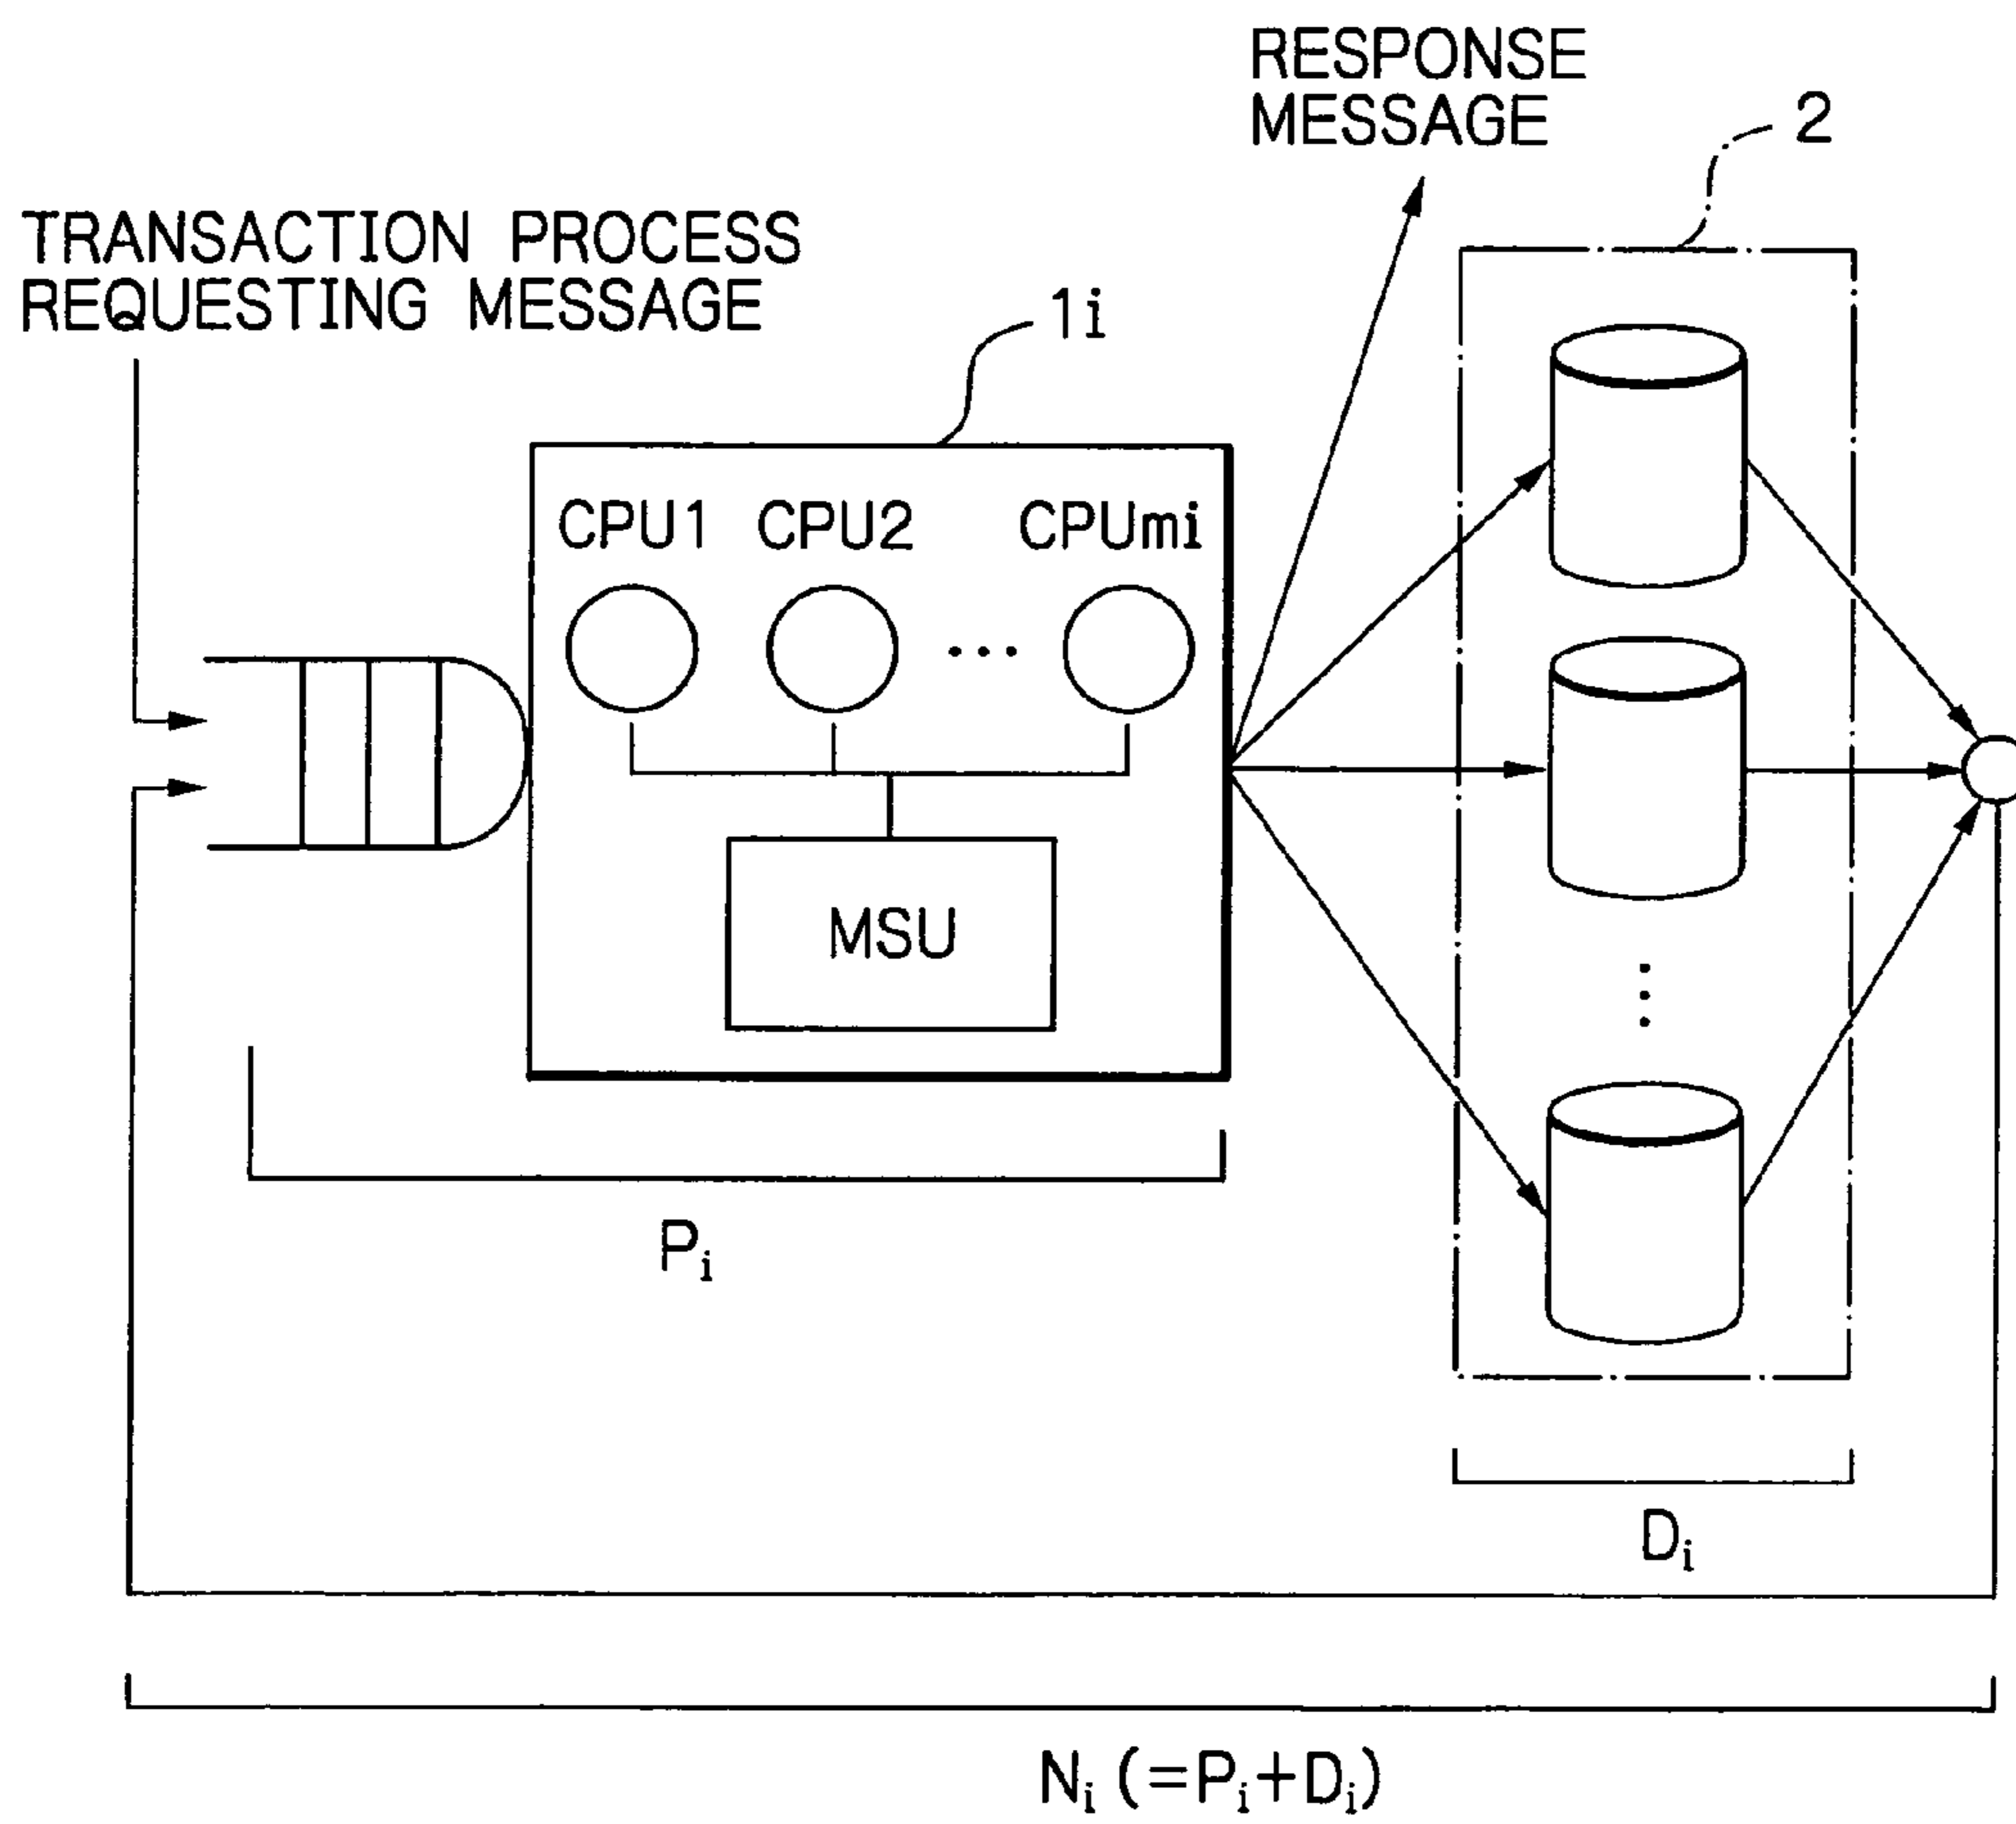 RESPONSE
MESSAGE
2
TRANSACTION PROCESS
REQUESTING MESSAGE
1i
CPU1 CPU2 ... CPUmi
MSU
Pi
Di
Ni (=Pi+Di)